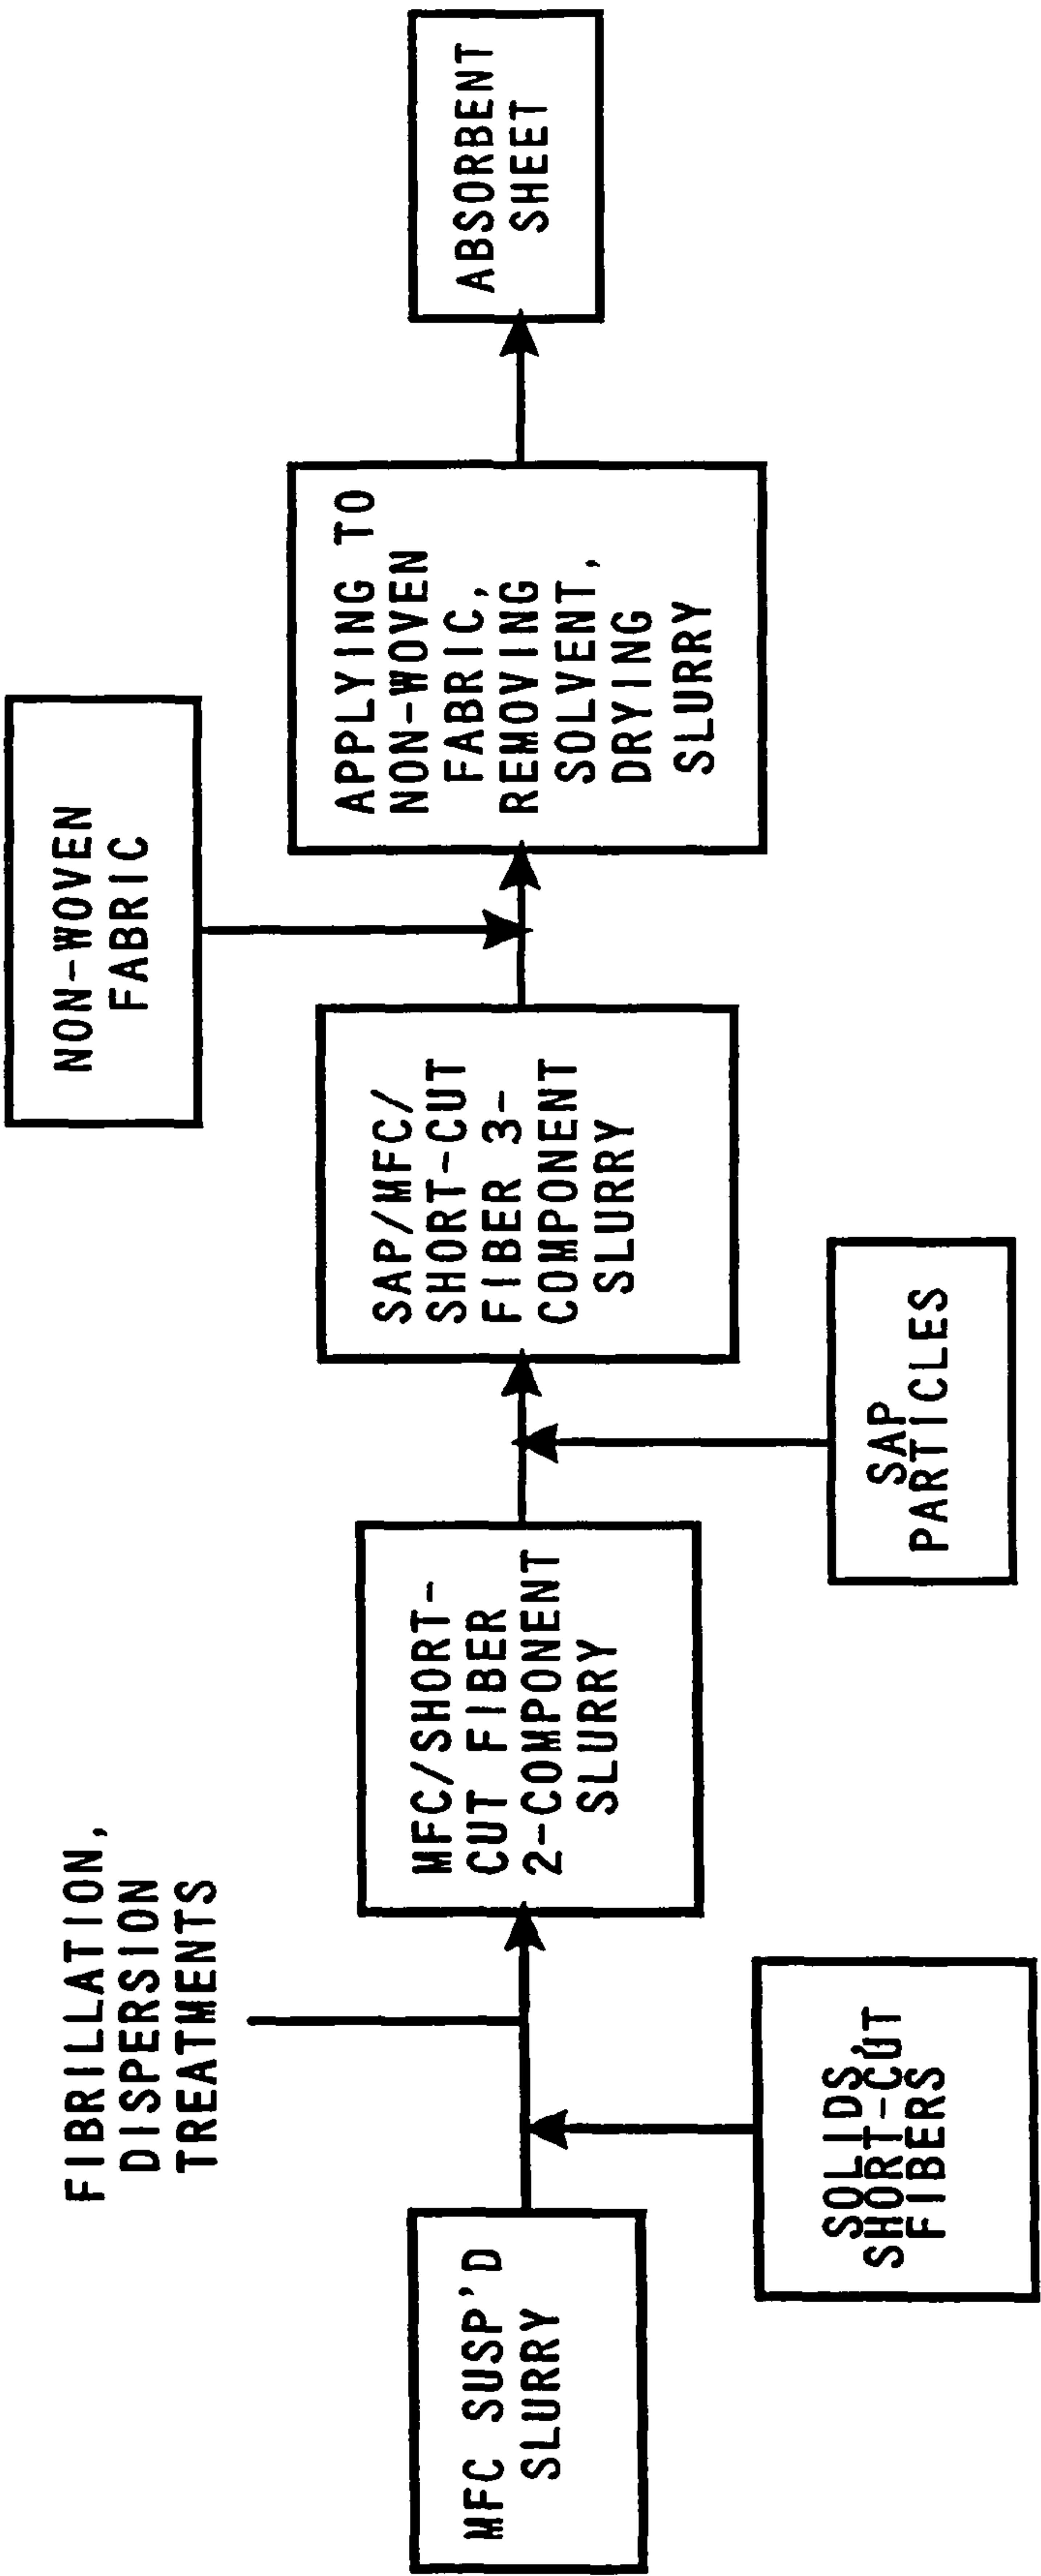 FIBRILLATION,
DISPERSION
TREATMENTS
NON-WOVEN
FABRIC
MFC SUSP'D
SLURRY
MFC/SHORT-
CUT FIBER
2-COMPONENT
SLURRY
SAP/MFC/
SHORT-CUT
FIBER 3-
COMPONENT
SLURRY
APPLYING TO
NON-WOVEN
FABRIC,
REMOVING
SOLVENT,
DRYING
SLURRY
ABSORBENT
SHEET
SOLIDS,
SHORT-CUT
FIBERS
SAP
PARTICLES